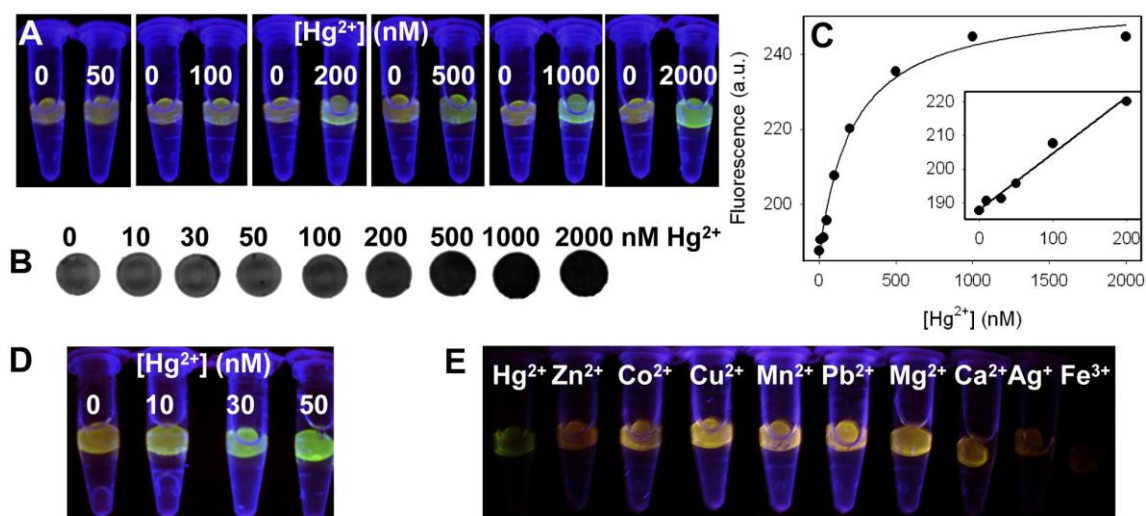 A
[Hg²⁺] (nM)
0 50 0 100 0 200 0 500 0 1000 0 2000
B
0 10 30 50 100 200 500 1000 2000 nM Hg²⁺
C
Fluorescence (a.u.)
240
220
200
0 500 1000 1500 2000
[Hg²⁺] (nM)
220
210
200
190
0 100 200
D
[Hg²⁺] (nM)
0 10 30 50
E
Hg²⁺ Zn²⁺ Co²⁺ Cu²⁺ Mn²⁺ Pb²⁺ Mg²⁺ Ca²⁺ Ag⁺ Fe³⁺